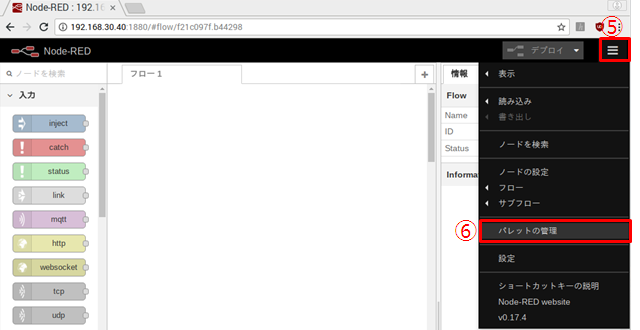 Node-RED : 192.16
192.168.30.40:1880/#flow/f21c097f.b44298
⑤
Node-RED
デプロイ
ノードを検索
フロー 1
情報
表示
入力
Flow
読み込み
Name
書き出し
inject
ID
catch
Status
ノードを検索
status
Informa
ノードの設定
link
フロー
mqtt
サブフロー
http
⑥
パレットの管理
websocket
設定
tcp
ショートカットキーの説明
udp
Node-RED website
v0.17.4